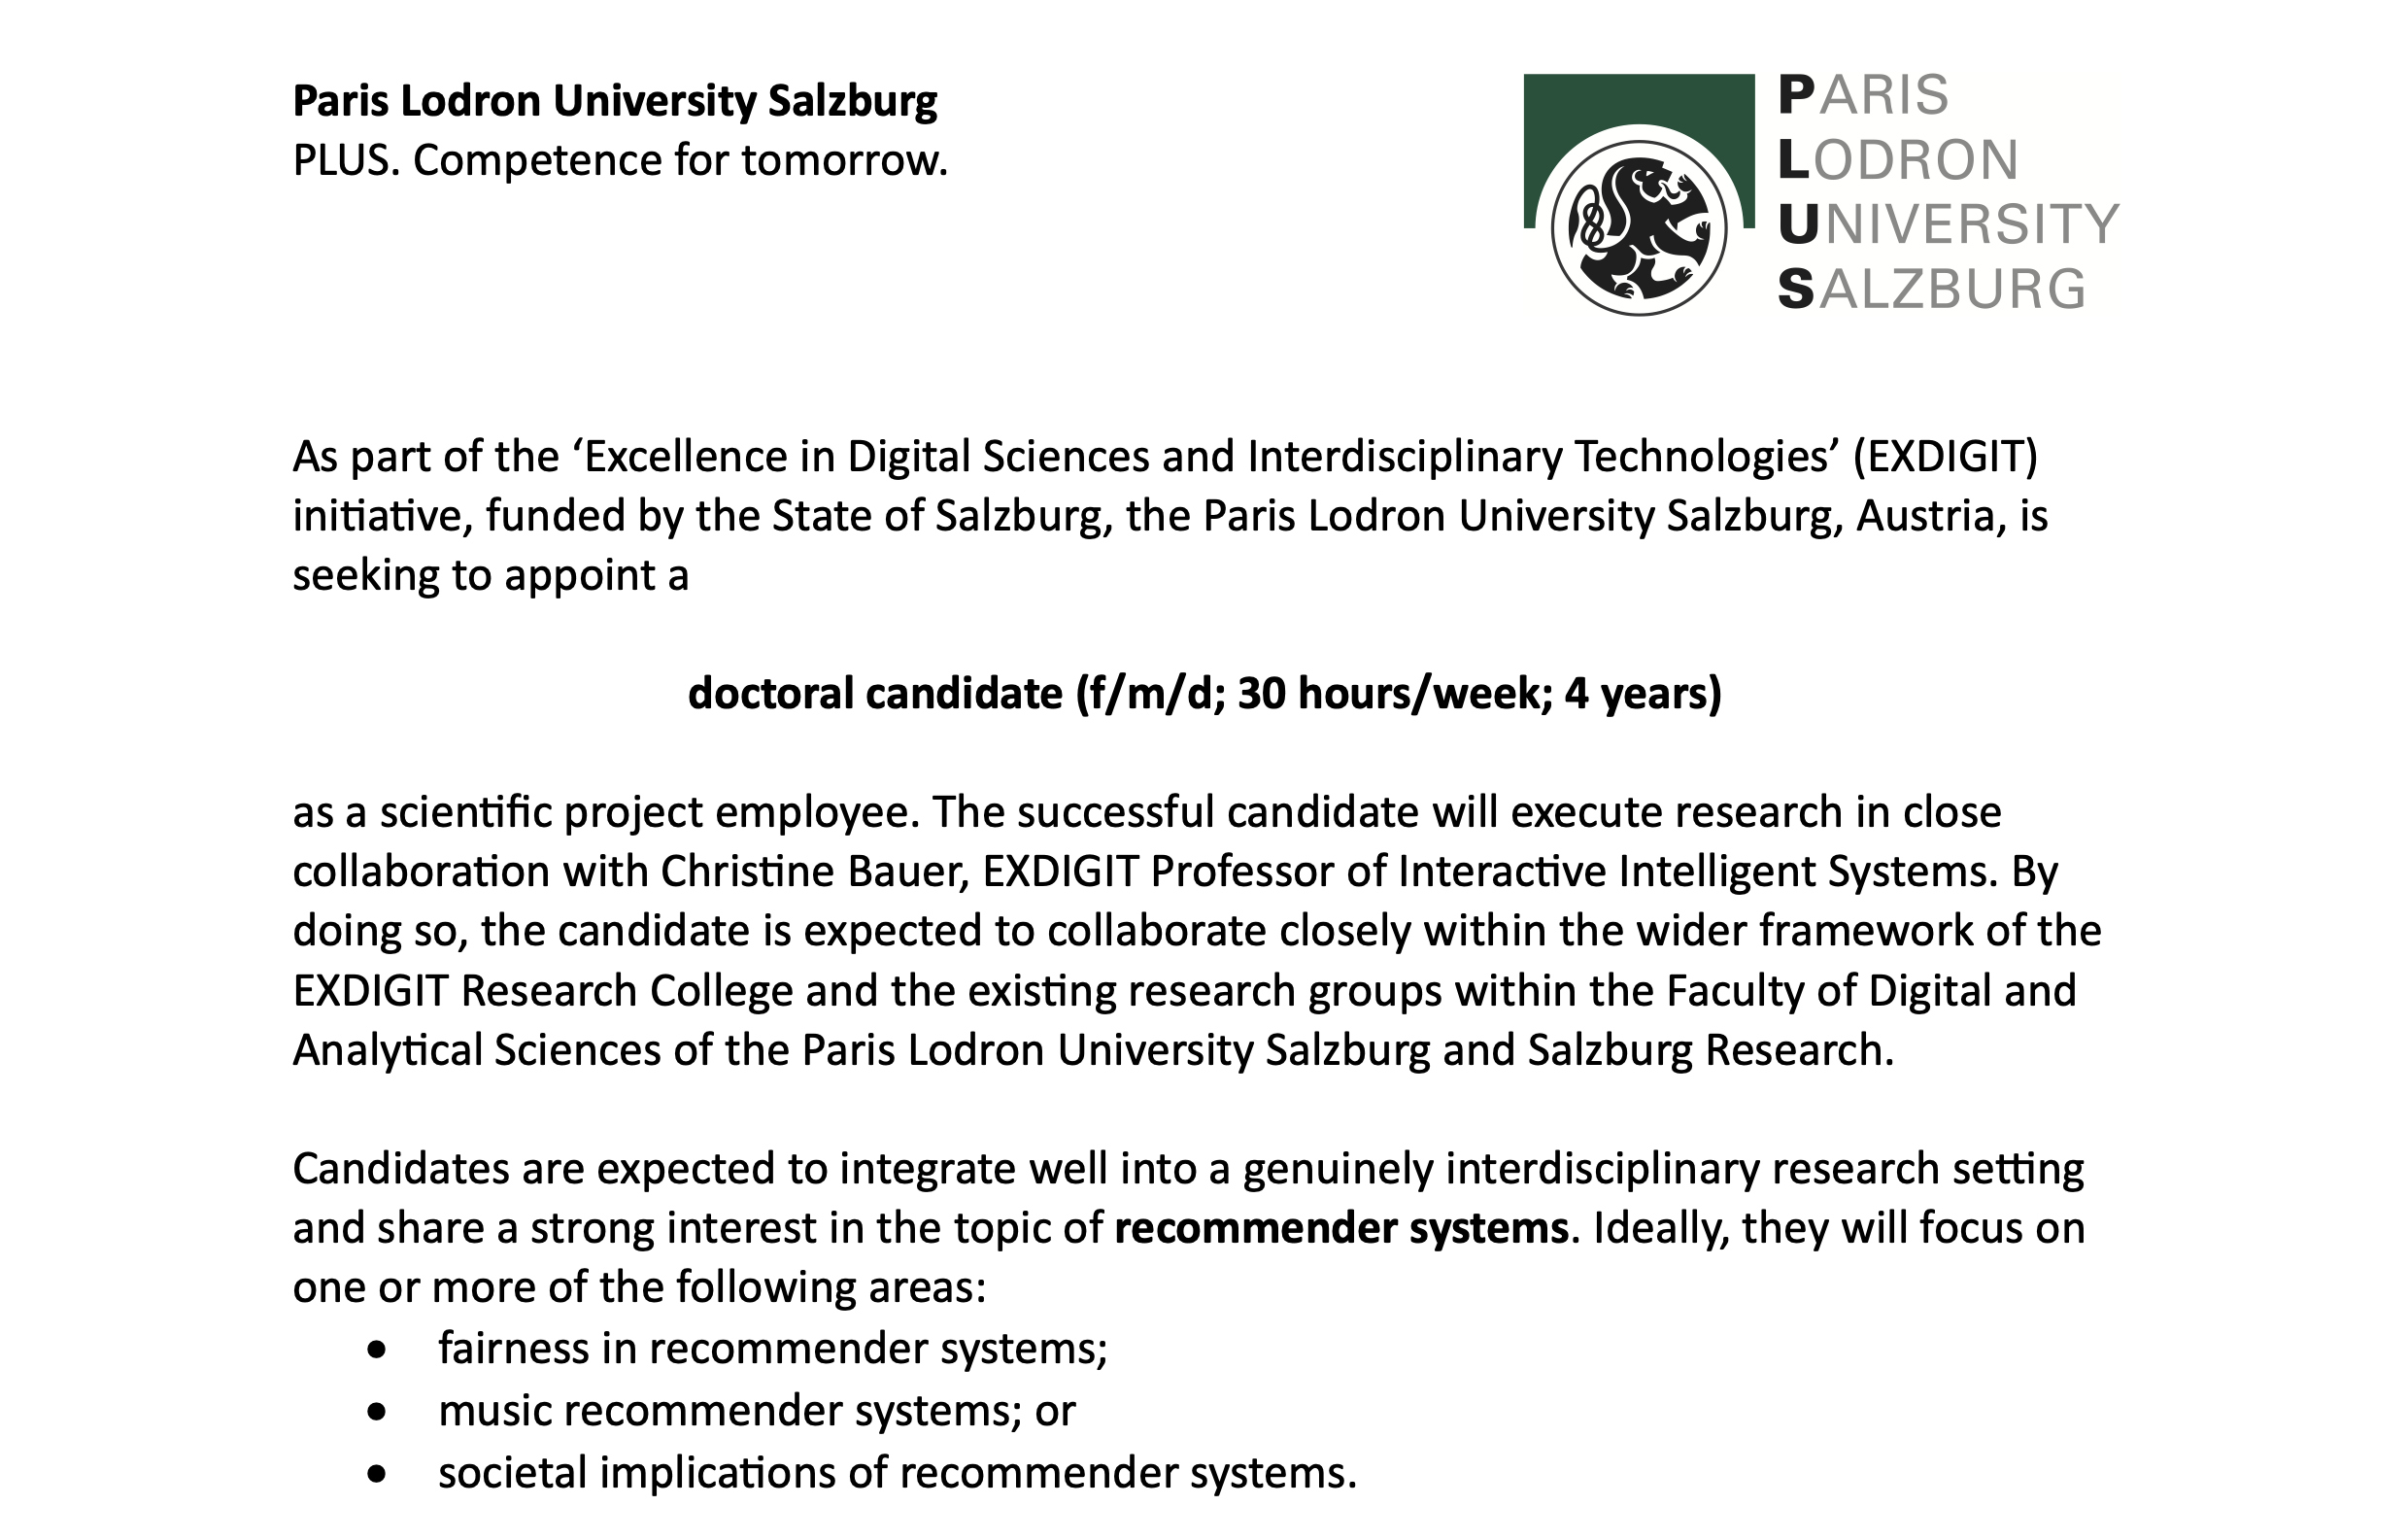 Paris Lodron University Salzburg
PLUS. Competence for tomorrow.
PARIS
LODRON
UNIVERSITY
SALZBURG
As part of the ‘Excellence in Digital Sciences and Interdisciplinary Technologies’ (EXDIGIT)
initiative, funded by the State of Salzburg, the Paris Lodron University Salzburg, Austria, is
seeking to appoint a
doctoral candidate (f/m/d; 30 hours/week; 4 years)
as a scientific project employee. The successful candidate will execute research in close
collaboration with Christine Bauer, EXDIGIT Professor of Interactive Intelligent Systems. By
doing so, the candidate is expected to collaborate closely within the wider framework of the
EXDIGIT Research College and the existing research groups within the Faculty of Digital and
Analytical Sciences of the Paris Lodron University Salzburg and Salzburg Research.
Candidates are expected to integrate well into a genuinely interdisciplinary research setting
and share a strong interest in the topic of recommender systems. Ideally, they will focus on
one or more of the following areas:
• fairness in recommender systems;
• music recommender systems; or
• societal implications of recommender systems.